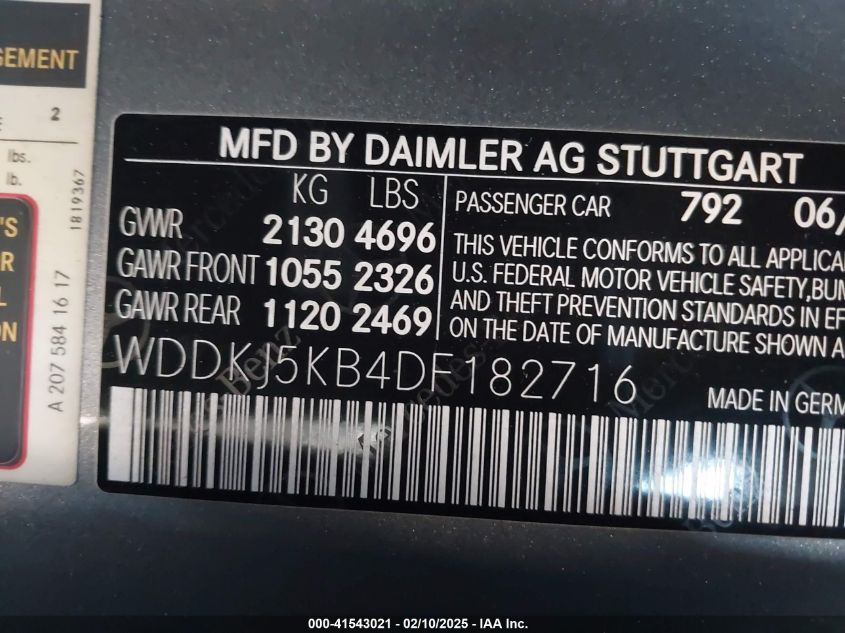 GEMENT
2
lbs.
lb.
1819367
'S
R
L
ON
A 207 584 16 17
MFD BY DAIMLER AG STUTTGART
KG LBS
GVWR 2130 4696
GAWR FRONT 1055 2326
GAWR REAR 1120 2469
PASSENGER CAR 792 06/
THIS VEHICLE CONFORMS TO ALL APPLICA
U.S. FEDERAL MOTOR VEHICLE SAFETY,BUM
AND THEFT PREVENTION STANDARDS IN EF
ON THE DATE OF MANUFACTURE SHOWN A
WDDKJ5KB4DF182716
MADE IN GERM
000-41543021 - 02/10/2025 - IAA Inc.